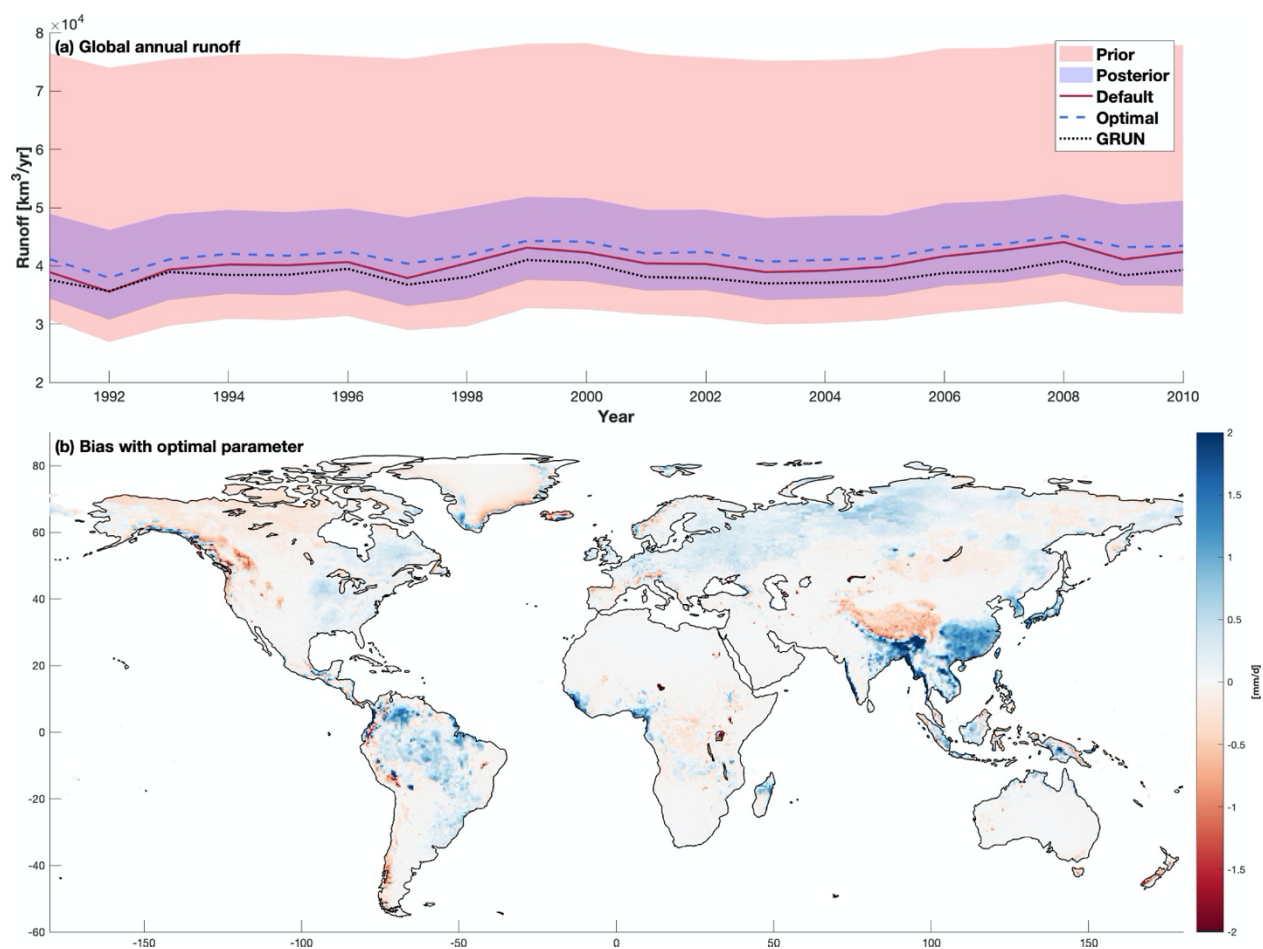 ×10⁴
(a) Global annual runoff
8
7
6
5
4
3
2
Runoff [km³/yr]
Prior
Posterior
Default
Optimal
GRUN
1992 1994 1996 1998 2000 2002 2004 2006 2008 2010
Year
(b) Bias with optimal parameter
80
60
40
20
0
-20
-40
-60
-150 -100 -50 0 50 100 150
2
1.5
1
0.5
0
-0.5
-1
-1.5
-2
[mm/d]